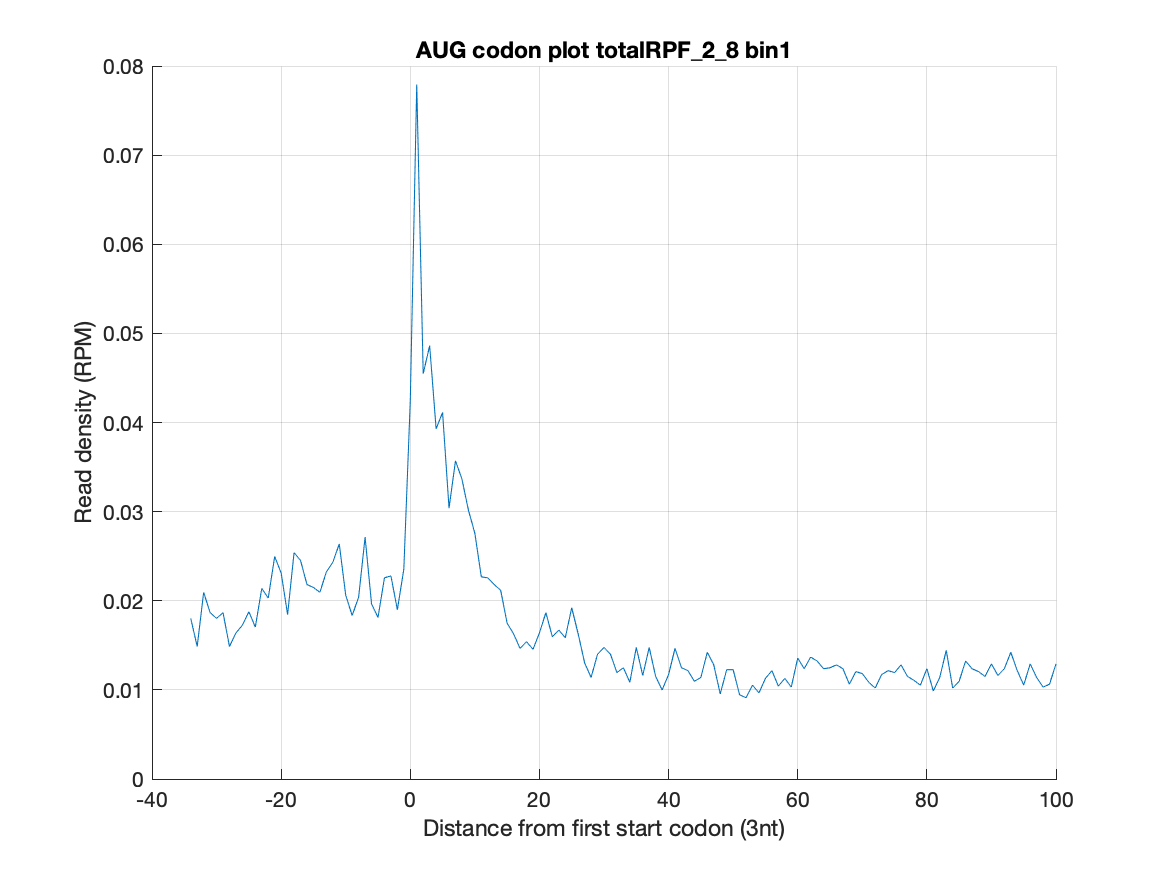 AUG codon plot totalRPF_2_8 bin1
0.08
0.07
0.06
0.05
0.04
0.03
0.02
0.01
0
Read density (RPM)
-40 -20 0 20 40 60 80 100
Distance from first start codon (3nt)